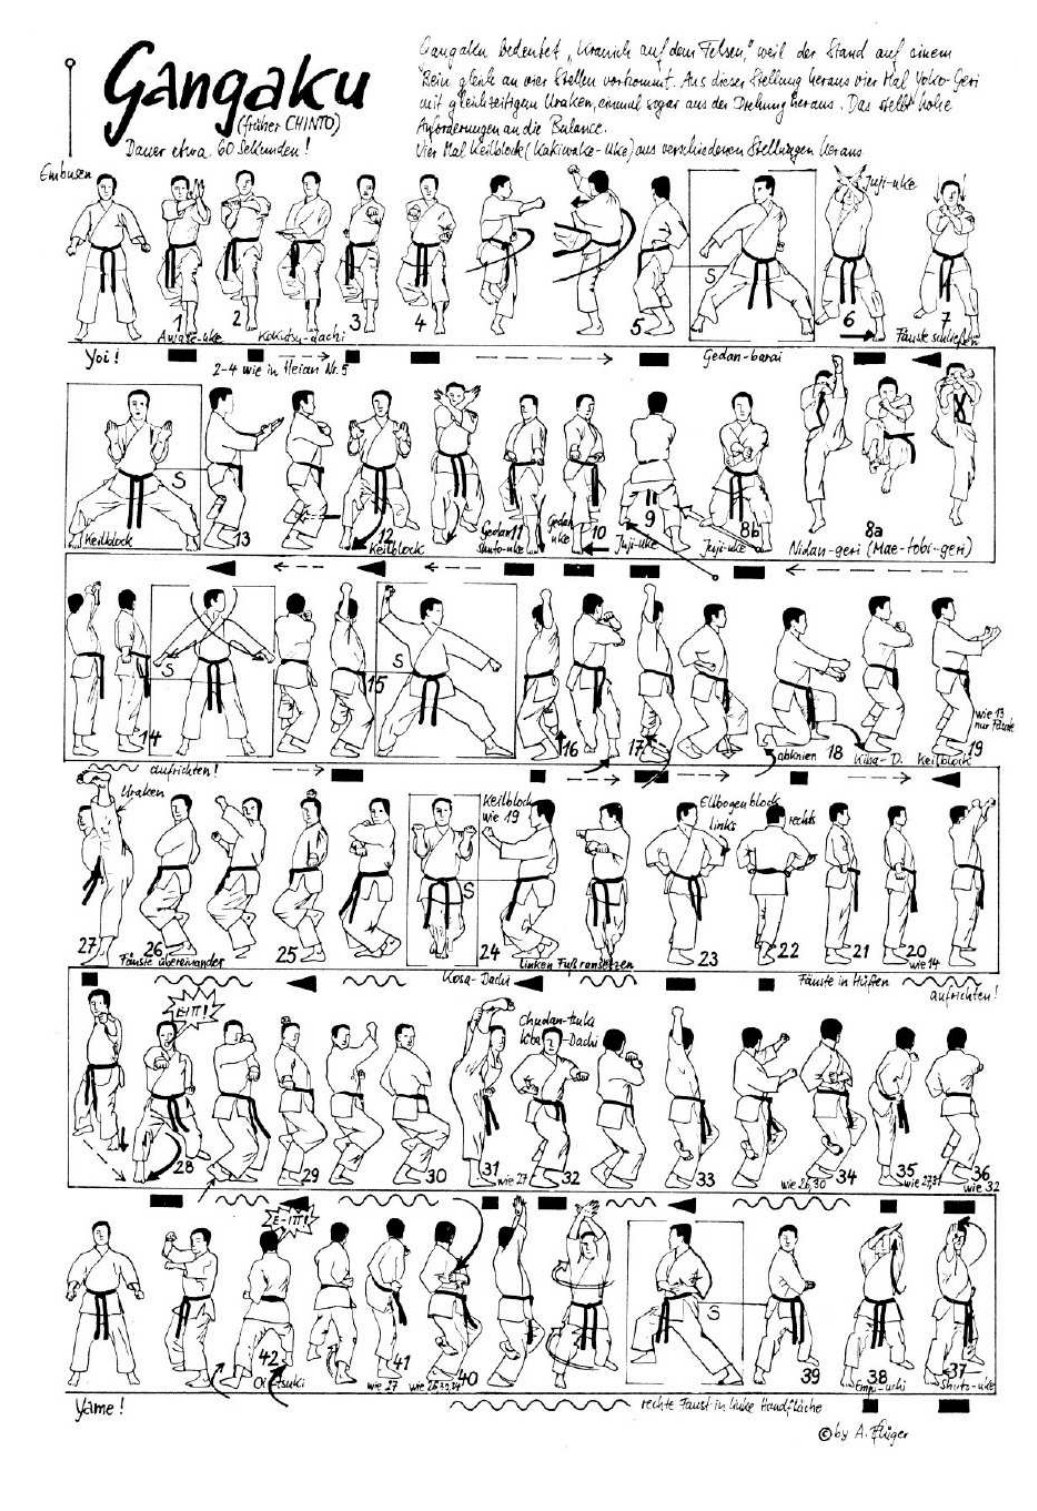 Gangaku
(früher CHINTO)
Dauer etwa 60 Sekunden!
Gangaku bedeutet „Kranich auf dem Felsen", weil der Stand auf einem
Bein gleich an vier Stellen vorkommt. Aus dieser Stellung heraus vier Mal Yoko-Geri
mit gleichzeitigem Uraken, einmal sogar aus der Drehung heraus. Das stellt hohe
Anforderungen an die Balance.
Vier Mal Keilblock (Kakiwake-Uke) aus verschiedenen Stellungen heraus
Embusen
Juji-uke
S
1 2 3 4 5 6 7
Awase-uke Kokutsu-dachi Fäuste schließen
Yoi!
2-4 wie in Heian Nr. 5
Gedan-barai
S
Keilblock
13
12
Keilblock
Gedan 11
Shuto-uke
Gedan
uke
10
9
Juji-uke
8b
Juji-uke
8a
Nidan-geri (Mae-tobi-geri)
S
14
S
15
16
17
abknien
18
Kiba-D.
wie 13
nur Fäuste
19
Keilblock
aufrichten!
Uraken
Keilblock
wie 19
Ellbogenblock
links
rechts
S
27
26
Fäuste übereinander
25
24
linken Fuß ransetzen
23
22
21
20
wie 14
Kosa-Dachi
Fäuste in Hüften
aufrichten!
E-ITI!
Chudan-tsuki
Kiba-Dachi
28
29
30
31
wie 27
32
33
wie 26, 30
34
35
wie 27, 31
36
wie 32
E-ITI!
S
42
Oi-tsuki
41
wie 27
40
39
38
Empi-uchi
37
Shuto-uke
Yame!
rechte Faust in linke Handfläche
© by A. Pflüger